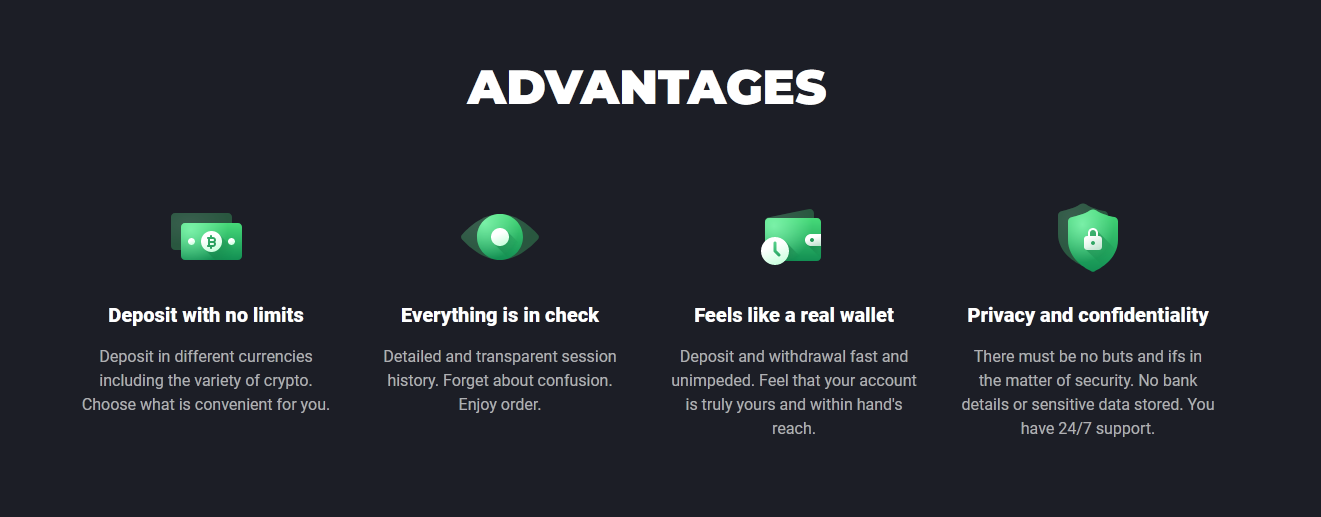 ADVANTAGES
Deposit with no limits
Deposit in different currencies
including the variety of crypto.
Choose what is convenient for you.
Everything is in check
Detailed and transparent session
history. Forget about confusion.
Enjoy order.
Feels like a real wallet
Deposit and withdrawal fast and
unimpeded. Feel that your account
is truly yours and within hand's
reach.
Privacy and confidentiality
There must be no buts and ifs in
the matter of security. No bank
details or sensitive data stored. You
have 24/7 support.